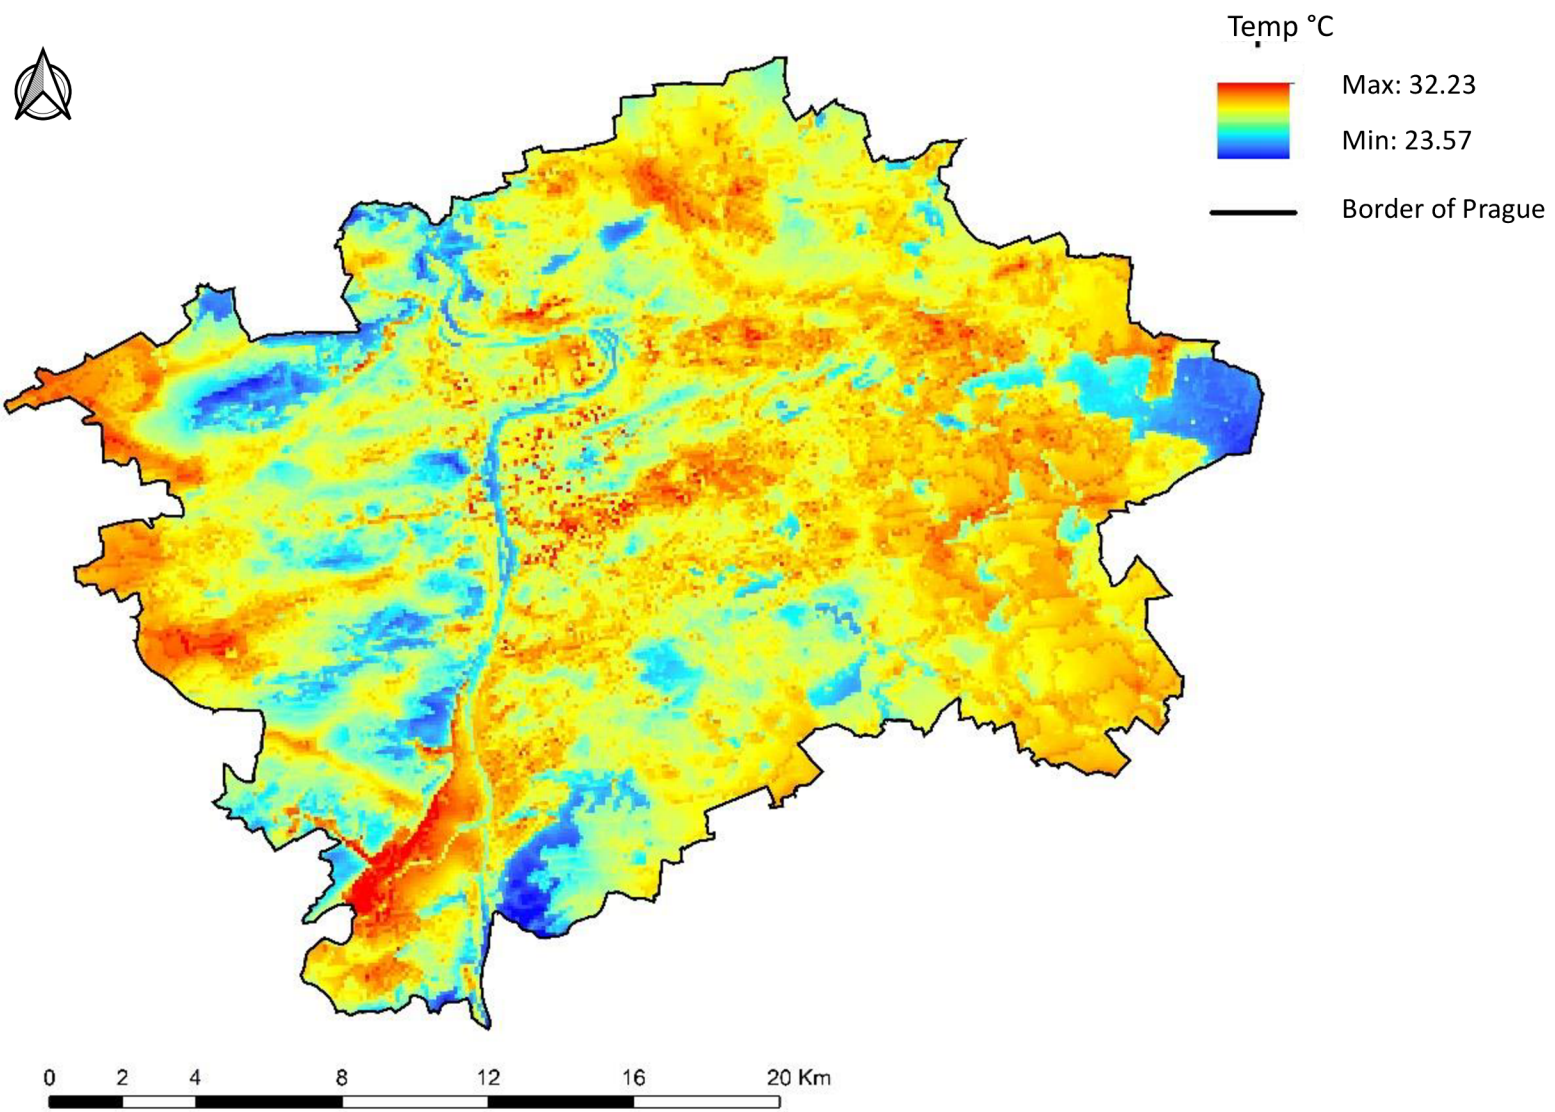 Temp °C
Max: 32.23
Min: 23.57
Border of Prague
0 2 4 8 12 16 20 Km